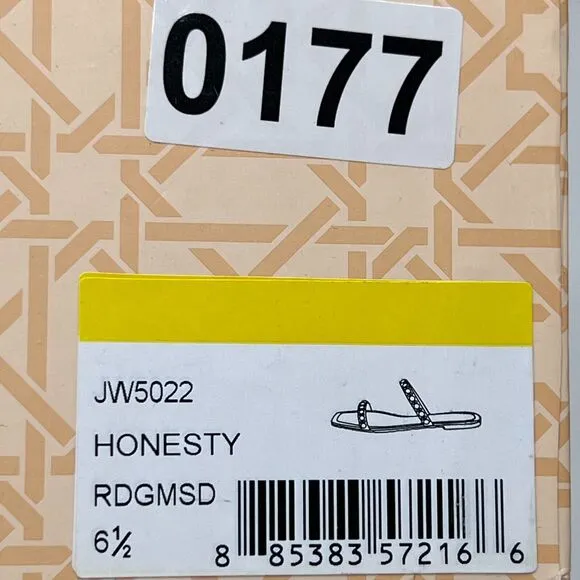 0177
JW5022
HONESTY
RDGMSD
6½
8 85383 57216 6